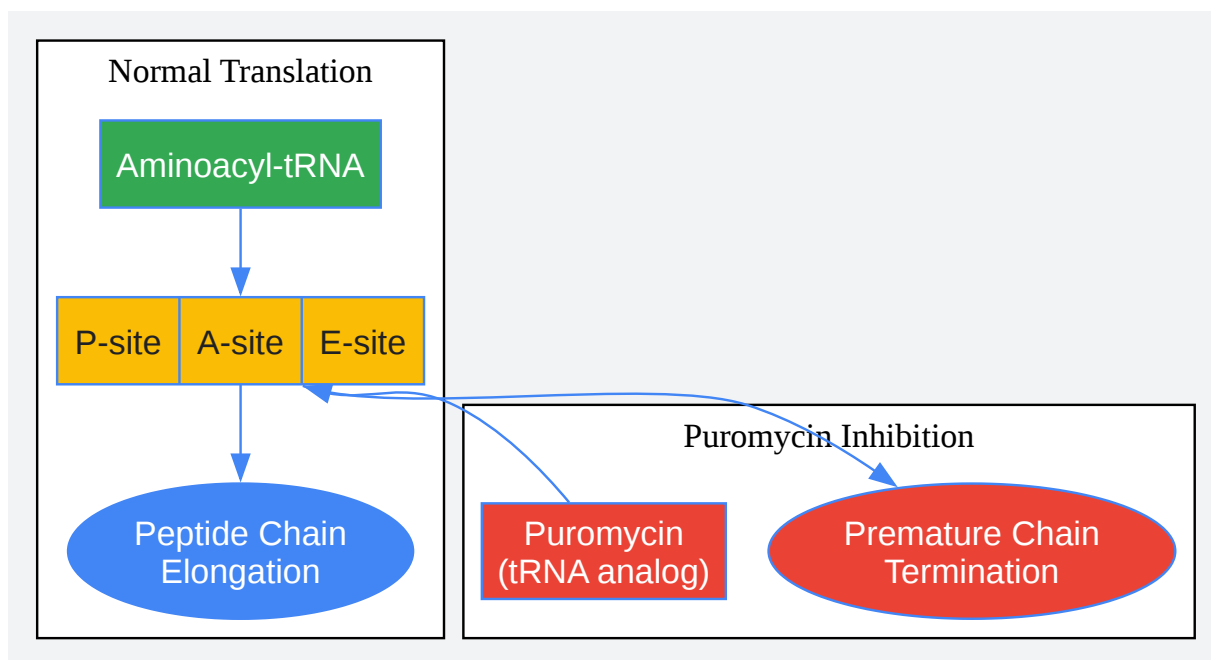 Normal Translation
Aminoacyl-tRNA
P-site A-site E-site
Peptide Chain
Elongation
Puromycin Inhibition
Puromycin
(tRNA analog)
Premature Chain
Termination